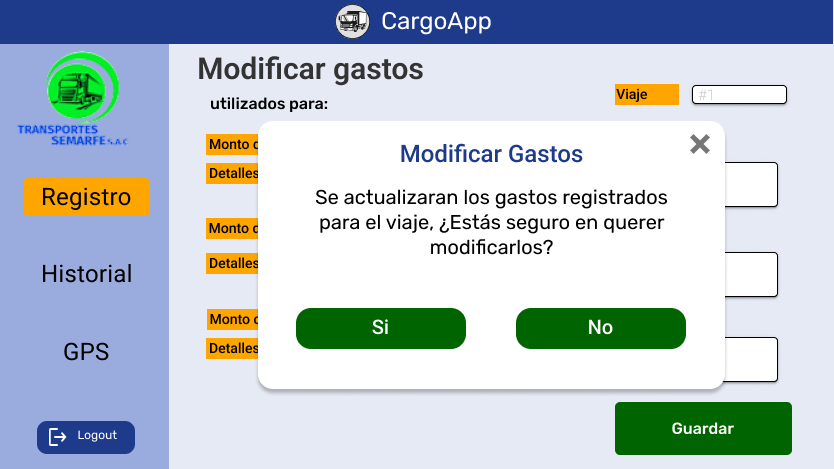 CargoApp
TRANSPORTES
SEMARFE S.A.C
Registro
Historial
GPS
Logout
Modificar gastos
utilizados para:
Viaje
#1
Monto
Detalles
Monto
Detalles
Monto
Detalles
Modificar Gastos
Se actualizaran los gastos registrados
para el viaje, ¿Estás seguro en querer
modificarlos?
Si
No
Guardar